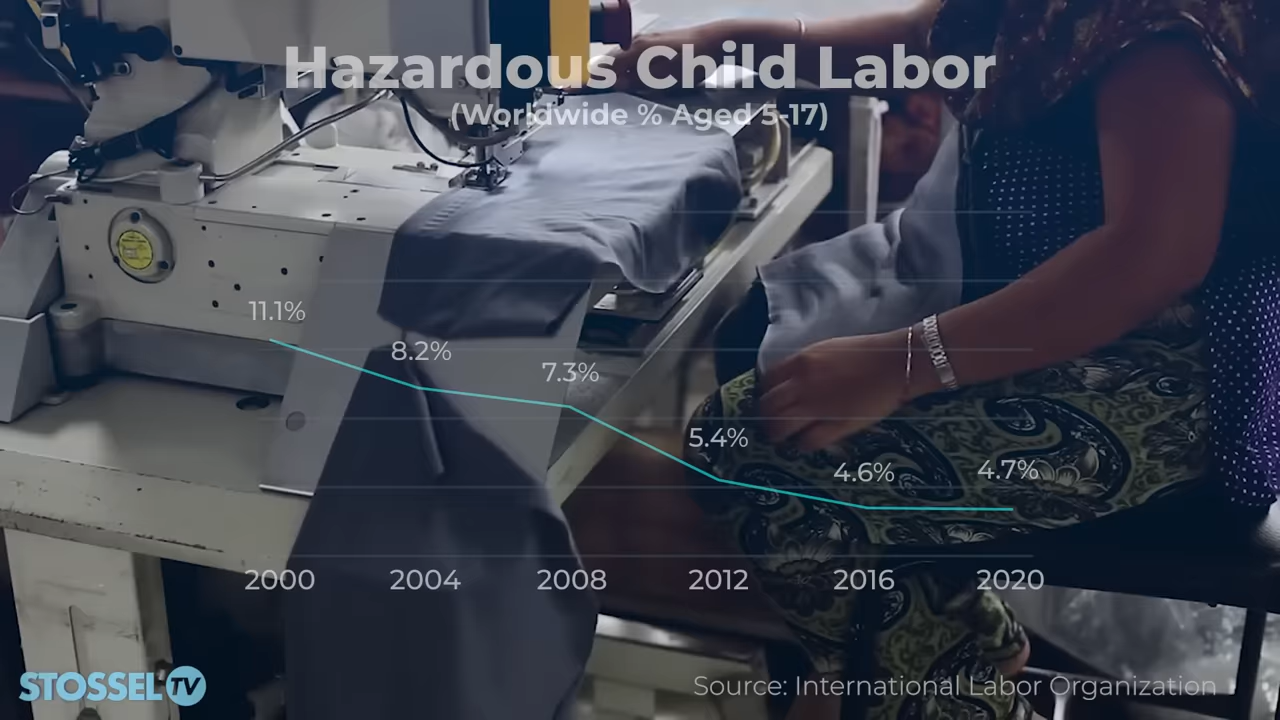 Hazardous Child Labor
(Worldwide % Aged 5-17)
11.1%
8.2%
7.3%
5.4%
4.6%
4.7%
2000 2004 2008 2012 2016 2020
STOSSEL TV
Source: International Labor Organization